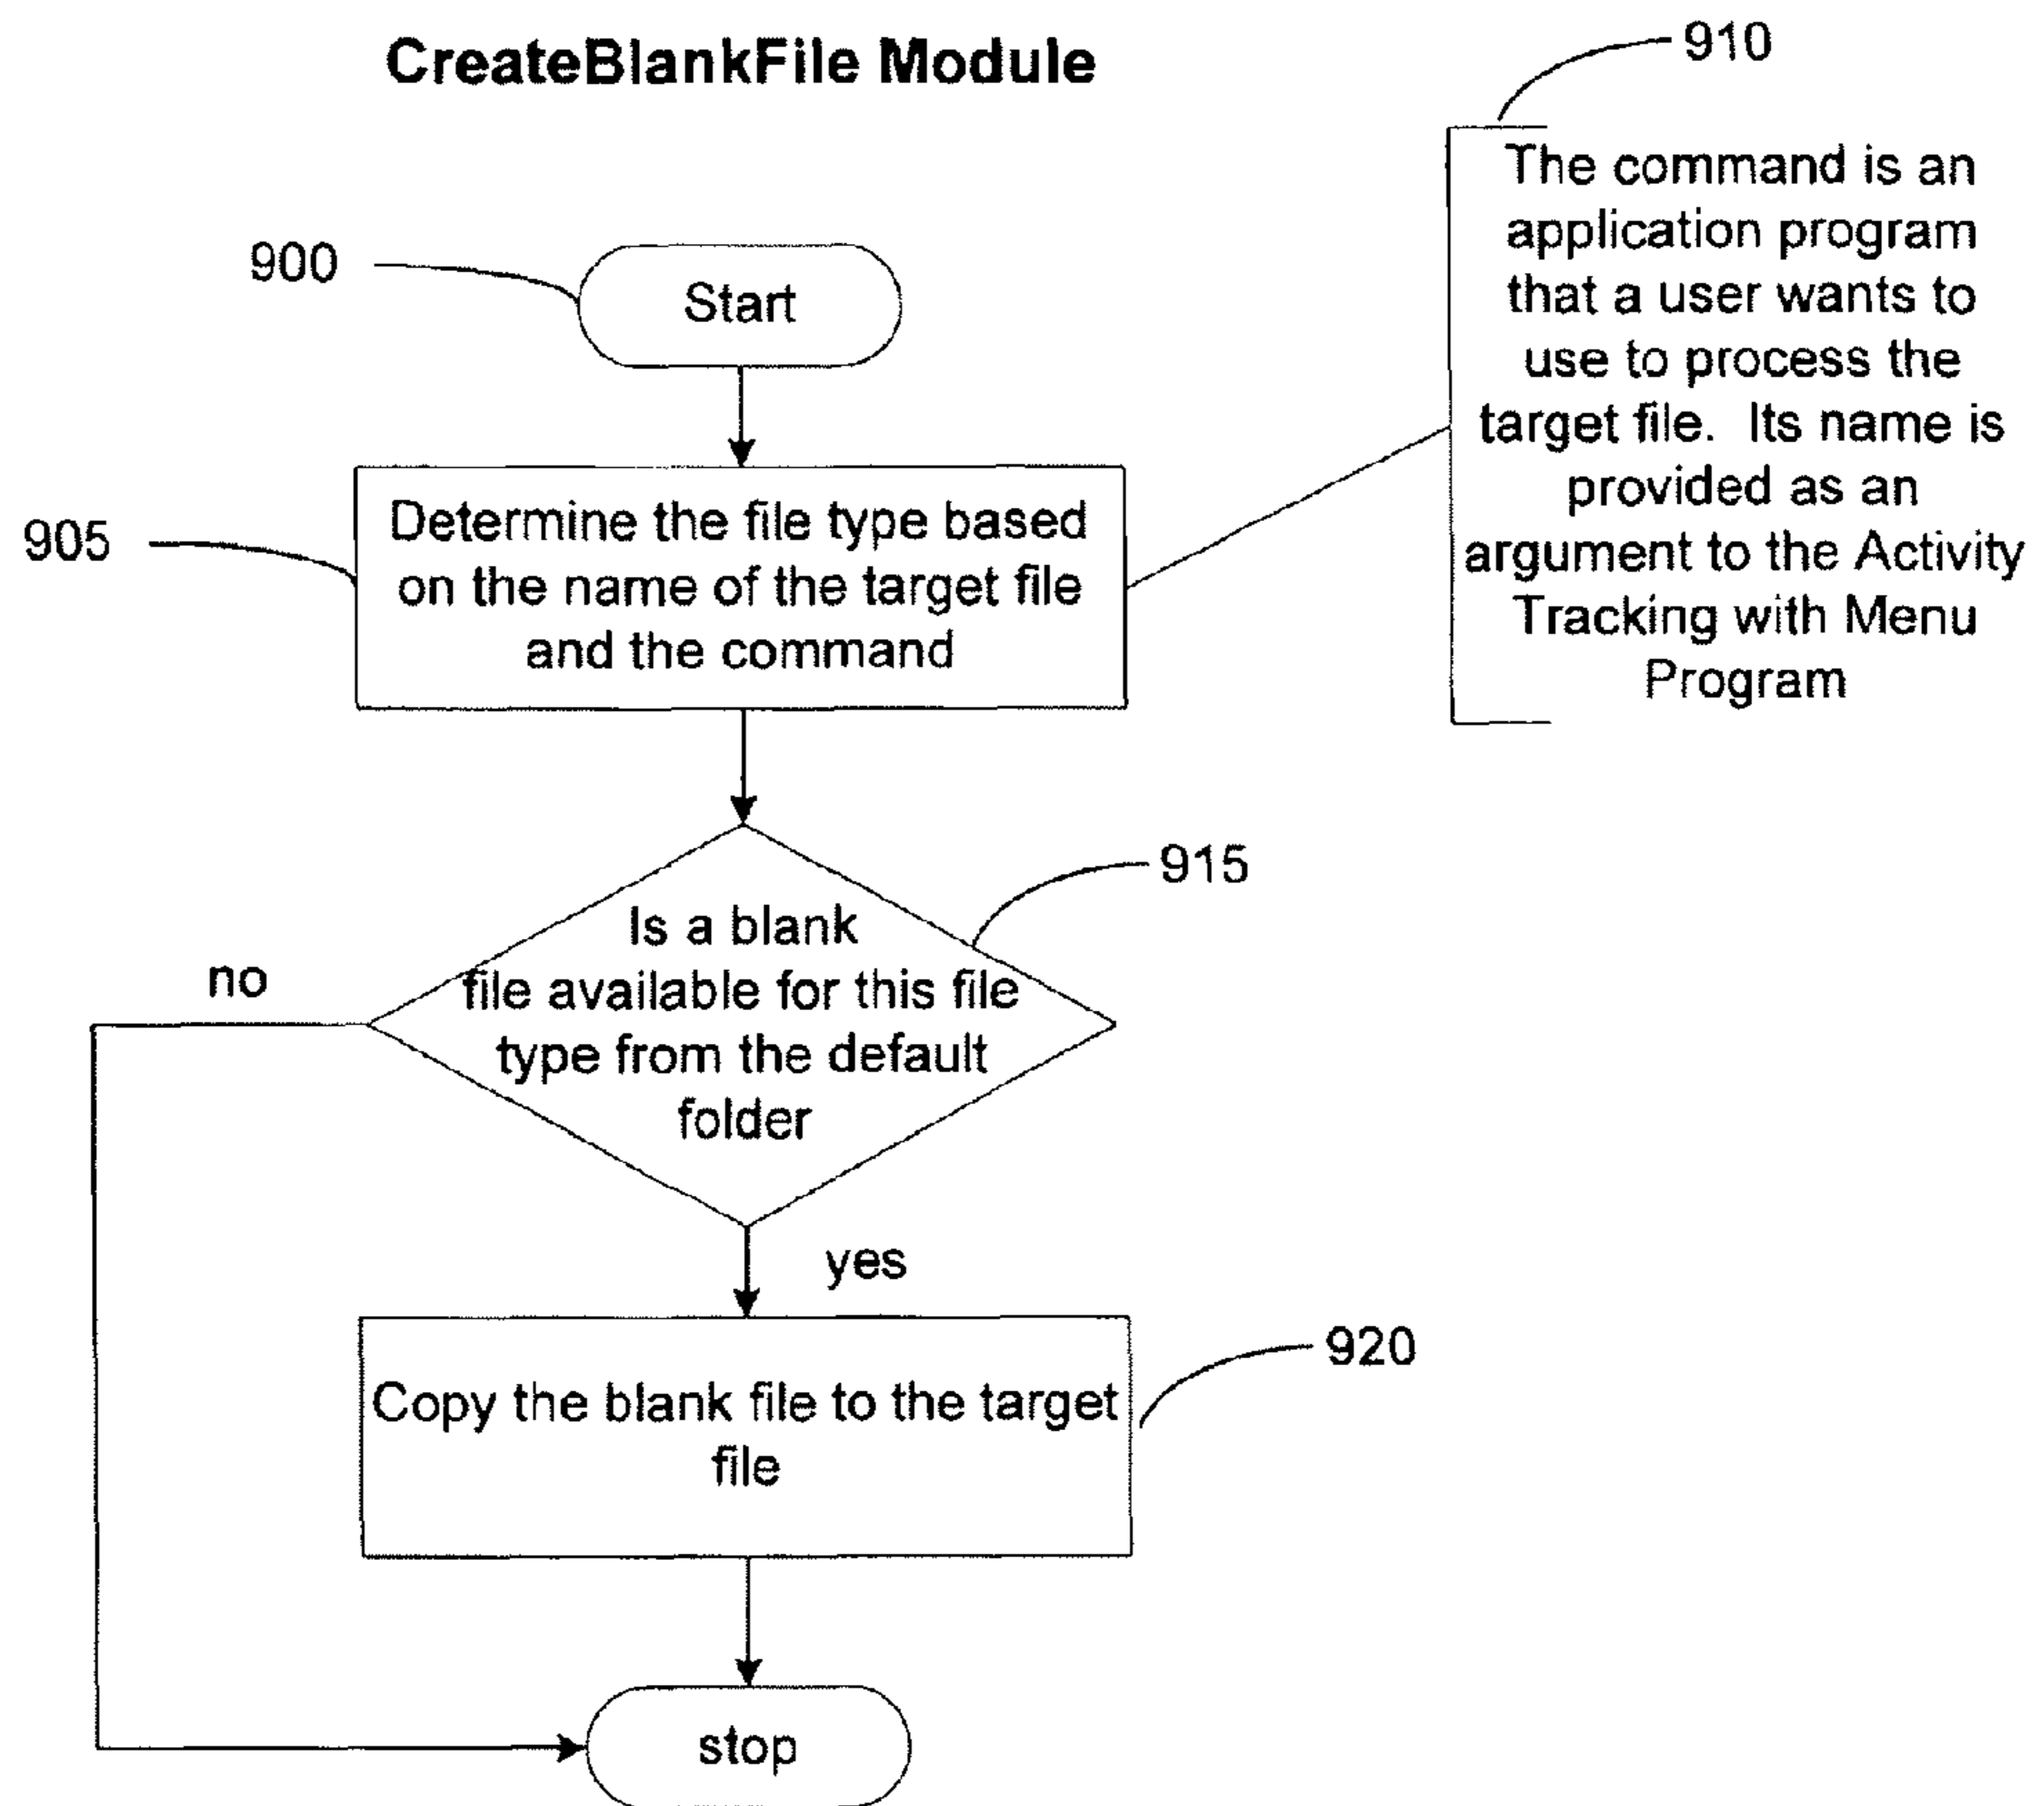 CreateBlankFile Module
910
The command is an
application program
that a user wants to
use to process the
target file. Its name is
provided as an
argument to the Activity
Tracking with Menu
Program
900
Start
905
Determine the file type based
on the name of the target file
and the command
915
Is a blank
file available for this file
type from the default
folder
no
yes
920
Copy the blank file to the target
file
stop